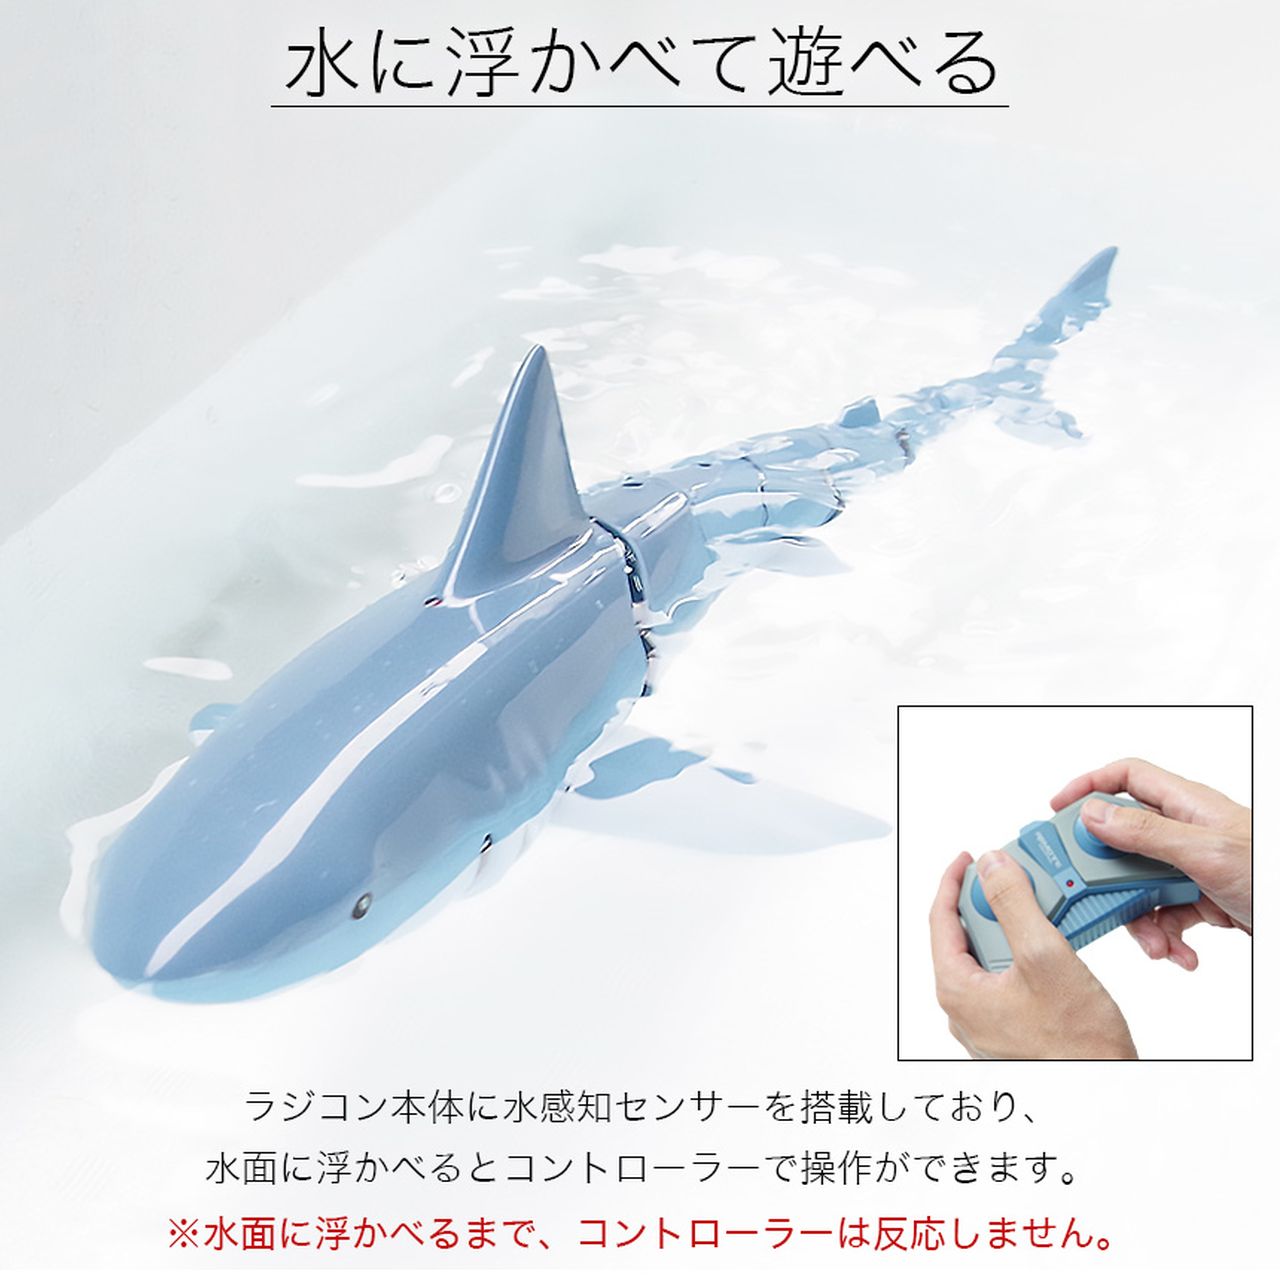 水に浮かべて遊べる
ラジコン本体に水感知センサーを搭載しており、
水面に浮かべるとコントローラーで操作ができます。
※水面に浮かべるまで、コントローラーは反応しません。